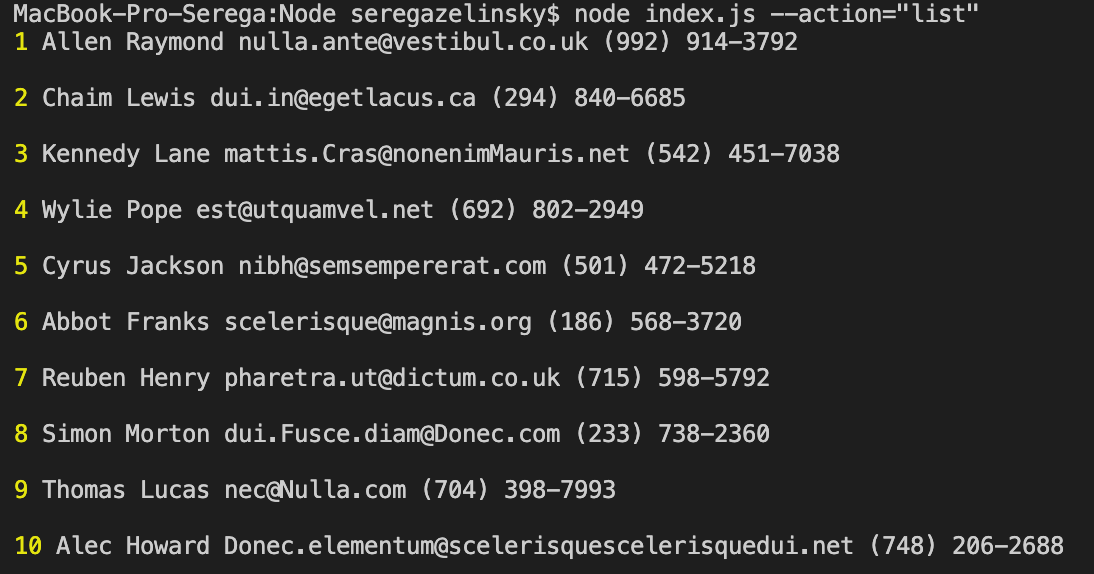 MacBook-Pro-Serega:Node seregazelinsky$ node index.js --action="list"
1 Allen Raymond nulla.ante@vestibul.co.uk (992) 914-3792
2 Chaim Lewis dui.in@egetlacus.ca (294) 840-6685
3 Kennedy Lane mattis.Cras@nonenimMauris.net (542) 451-7038
4 Wylie Pope est@utquamvel.net (692) 802-2949
5 Cyrus Jackson nibh@semsempererat.com (501) 472-5218
6 Abbot Franks scelerisque@magnis.org (186) 568-3720
7 Reuben Henry pharetra.ut@dictum.co.uk (715) 598-5792
8 Simon Morton dui.Fusce.diam@Donec.com (233) 738-2360
9 Thomas Lucas nec@Nulla.com (704) 398-7993
10 Alec Howard Donec.elementum@scelerisquescelerisquedui.net (748) 206-2688